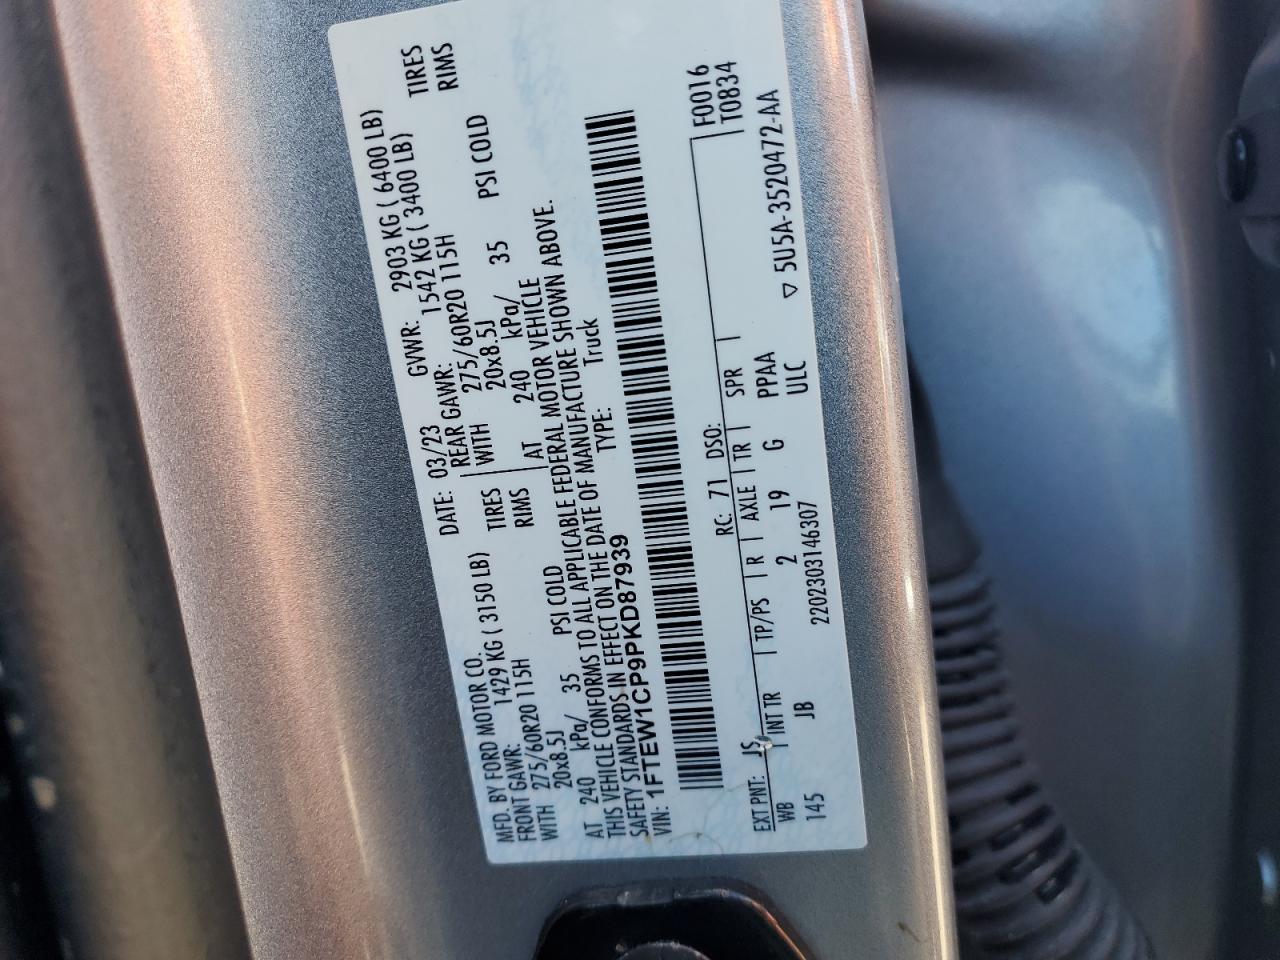 MFD. BY FORD MOTOR CO.
DATE: 03/23 GVWR: 2903 KG ( 6400 LB)
FRONT GAWR: 1429 KG ( 3150 LB) REAR GAWR: 1542 KG ( 3400 LB)
WITH 275/60R20 115H TIRES WITH 275/60R20 115H TIRES
20x8.5J RIMS 20x8.5J RIMS
AT 240 kPa/ 35 PSI COLD AT 240 kPa/ 35 PSI COLD
THIS VEHICLE CONFORMS TO ALL APPLICABLE FEDERAL MOTOR VEHICLE
SAFETY STANDARDS IN EFFECT ON THE DATE OF MANUFACTURE SHOWN ABOVE.
VIN: 1FTEW1CP9PKD87939 TYPE: Truck
F0016
T0834
EXT PNT: JS RC: 71 DSO:
WB INT TR TP/PS R AXLE TR SPR
145 JB 2 19 G PPAA
ULC
2202303146307 ▽ 5U5A-3520472-AA